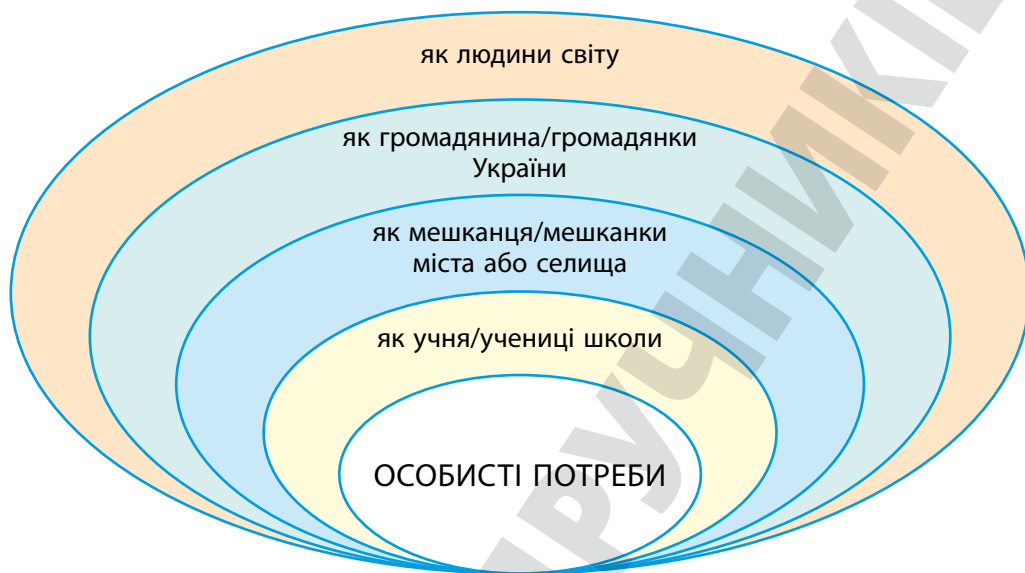 як людини світу
як громадянина/громадянки
України
як мешканця/мешканки
міста або селища
як учня/учениці школи
ОСОБИСТІ ПОТРЕБИ